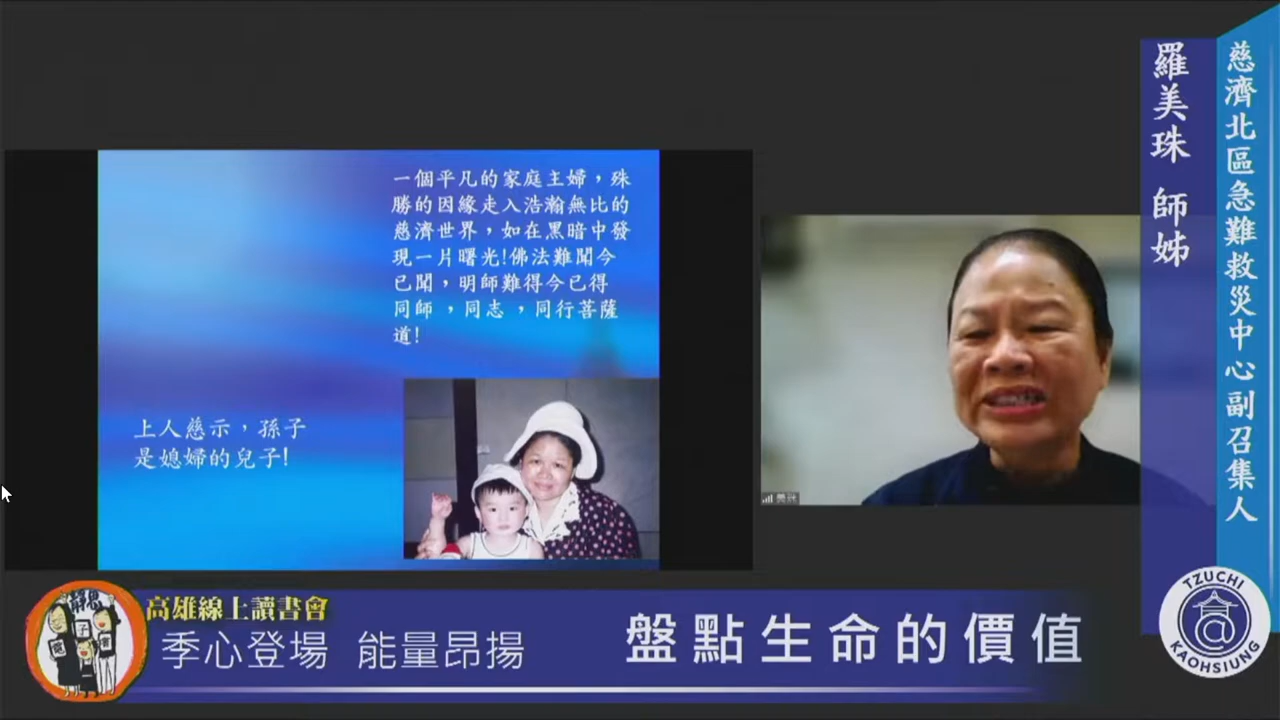 一個平凡的家庭主婦，殊
勝的因緣走入浩瀚無比的
慈濟世界，如在黑暗中發
現一片曙光!佛法難聞今
已聞，明師難得今已得
同師 ，同志 ，同行菩薩
道!
上人慈示，孫子
是媳婦的兒子!
羅美珠 師姊
慈濟北區急難救災中心副召集人
高雄線上讀書會
季心登場 能量昂揚
盤點生命的價值
靜思
TZUCHI
KAOHSIUNG